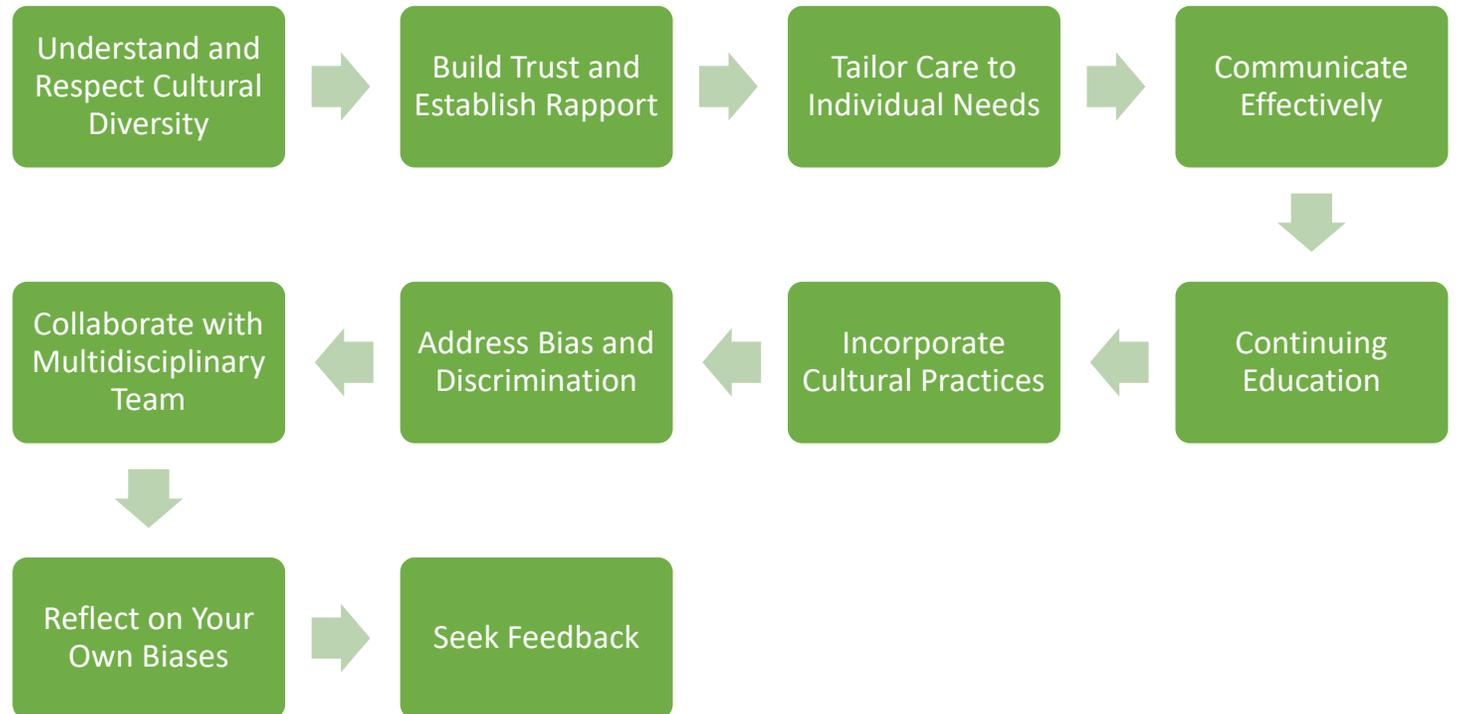 Understand and
Respect Cultural
Diversity
Build Trust and
Establish Rapport
Tailor Care to
Individual Needs
Communicate
Effectively
Continuing
Education
Incorporate
Cultural Practices
Address Bias and
Discrimination
Collaborate with
Multidisciplinary
Team
Reflect on Your
Own Biases
Seek Feedback